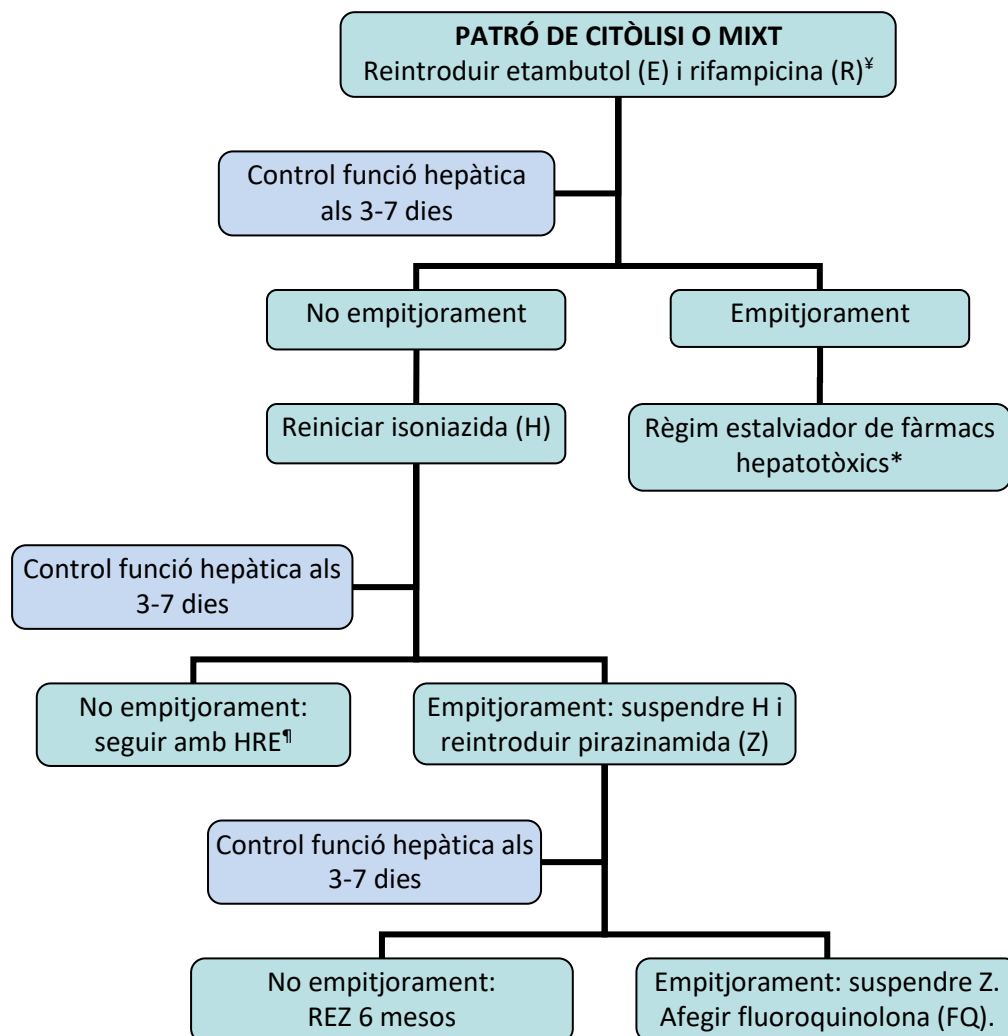 PATRÓ DE CITÒLISI O MIXT
Reintroduir etambutol (E) i rifampicina (R)¥
Control funció hepàtica
als 3-7 dies
No empitjorament
Empitjorament
Reiniciar isoniazida (H)
Règim estalviador de fàrmacs
hepatotòxics*
Control funció hepàtica als
3-7 dies
No empitjorament:
seguir amb HRE¶
Empitjorament: suspendre H i
reintroduir pirazinamida (Z)
Control funció hepàtica als
3-7 dies
No empitjorament:
REZ 6 mesos
Empitjorament: suspendre Z.
Afegir fluoroquinolona (FQ).